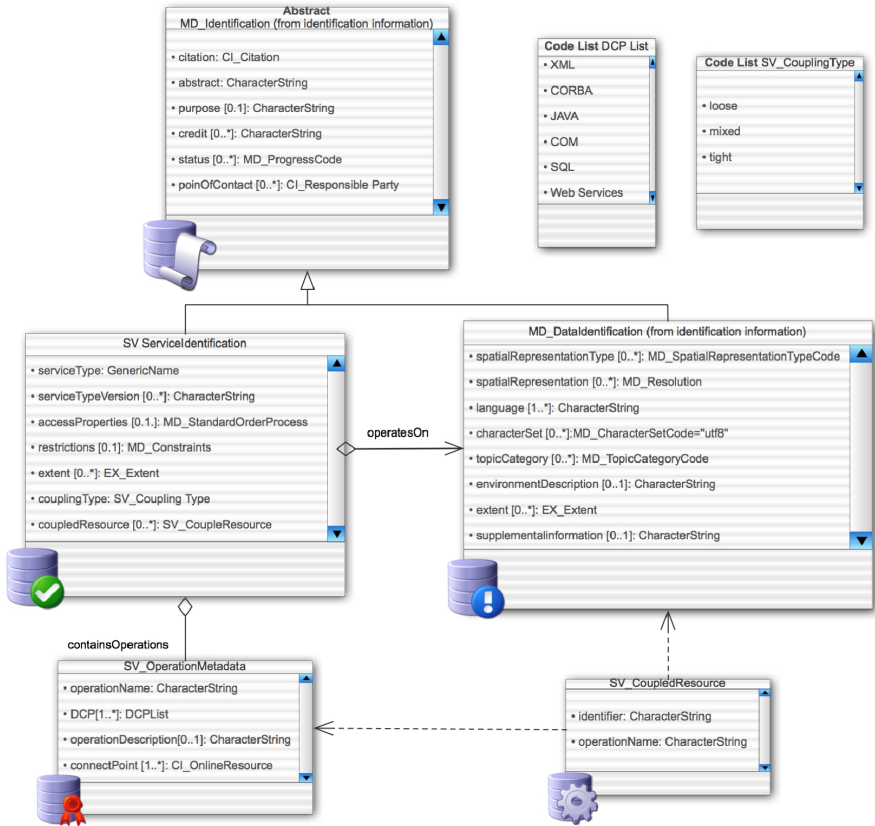 Abstract
MD_Identification (from identification information)
• citation: CI_Citation
• abstract: CharacterString
• purpose [0.1]: CharacterString
• credit [0..*]: CharacterString
• status [0..*]: MD_ProgressCode
• poinOfContact [0..*]: CI_Responsible Party
Code List DCP List
• XML
• CORBA
• JAVA
• COM
• SQL
• Web Services
Code List SV_CouplingType
• loose
• mixed
• tight
SV ServiceIdentification
• serviceType: GenericName
• serviceTypeVersion [0..*]: CharacterString
• accessProperties [0.1.]: MD_StandardOrderProcess
• restrictions [0.1]: MD_Constraints
• extent [0..*]: EX_Extent
• couplingType: SV_Coupling Type
• coupledResource [0..*]: SV_CoupleResource
operatesOn
MD_DataIdentification (from identification information)
• spatialRepresentationType [0..*]: MD_SpatialRepresentationTypeCode
• spatialRepresentation [0..*]: MD_Resolution
• language [1..*]: CharacterString
• characterSet [0..*]:MD_CharacterSetCode="utf8"
• topicCategory [0..*]: MD_TopicCategoryCode
• environmentDescription [0..1]: CharacterString
• extent [0..*]: EX_Extent
• supplementalinformation [0..1]: CharacterString
containsOperations
SV_OperationMetadata
• operationName: CharacterString
• DCP[1..*]: DCPList
• operationDescription[0..1]: CharacterString
• connectPoint [1..*]: CI_OnlineResource
SV_CoupledResource
• identifier: CharacterString
• operationName: CharacterString